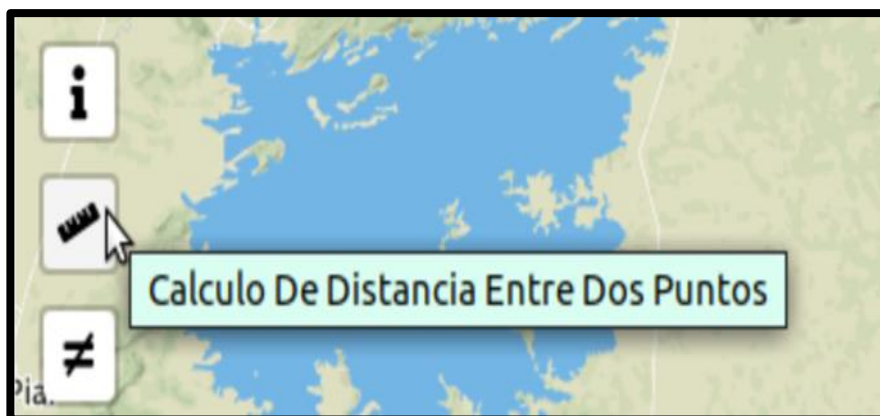 i
Calculo De Distancia Entre Dos Puntos
≠
Pia